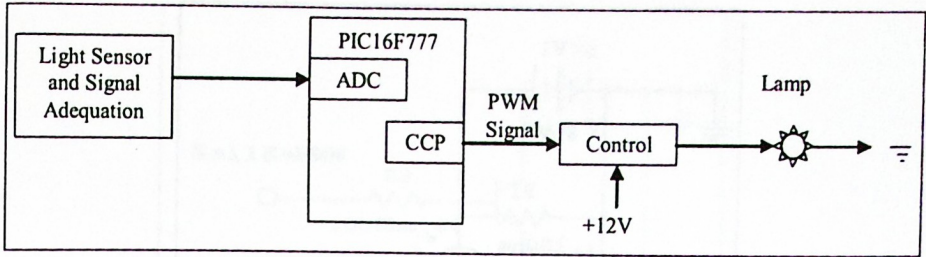 Light Sensor
and Signal
Adequation
PIC16F777
ADC
CCP
PWM
Signal
Control
+12V
Lamp